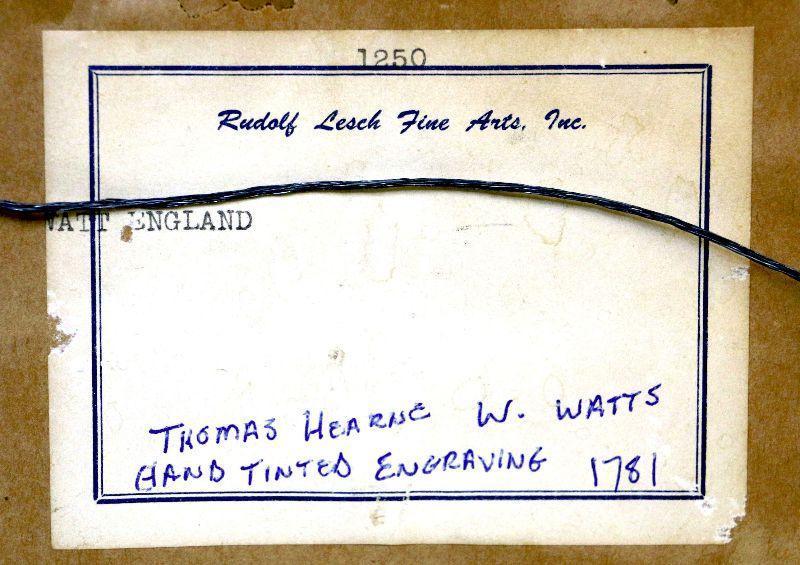 1250
Rudolf Lesch Fine Arts, Inc.
WATT ENGLAND
THOMAS HEARNE W. WATTS
HAND TINTED ENGRAVING 1781